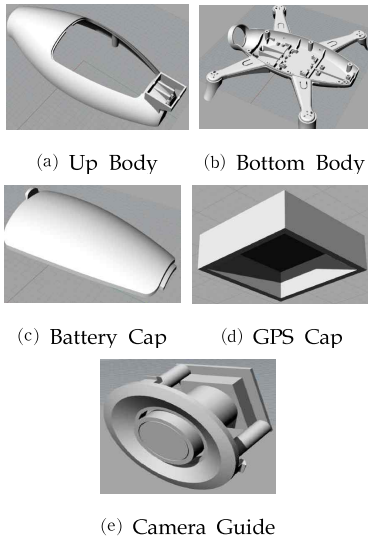 (a) Up Body
(b) Bottom Body
(c) Battery Cap
(d) GPS Cap
(e) Camera Guide